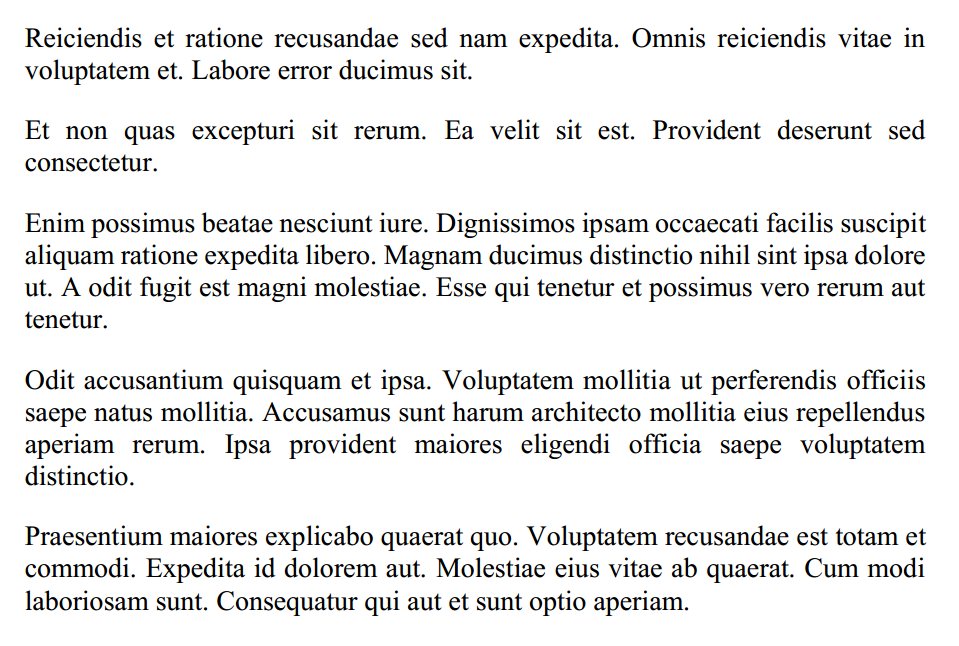 Reiciendis et ratione recusandae sed nam expedita. Omnis reiciendis vitae in
voluptatem et. Labore error ducimus sit.
Et non quas excepturi sit rerum. Ea velit sit est. Provident deserunt sed
consectetur.
Enim possimus beatae nesciunt iure. Dignissimos ipsam occaecati facilis suscipit
aliquam ratione expedita libero. Magnam ducimus distinctio nihil sint ipsa dolore
ut. A odit fugit est magni molestiae. Esse qui tenetur et possimus vero rerum aut
tenetur.
Odit accusantium quisquam et ipsa. Voluptatem mollitia ut perferendis officiis
saepe natus mollitia. Accusamus sunt harum architecto mollitia eius repellendus
aperiam rerum. Ipsa provident maiores eligendi officia saepe voluptatem
distinctio.
Praesentium maiores explicabo quaerat quo. Voluptatem recusandae est totam et
commodi. Expedita id dolorem aut. Molestiae eius vitae ab quaerat. Cum modi
laboriosam sunt. Consequatur qui aut et sunt optio aperiam.